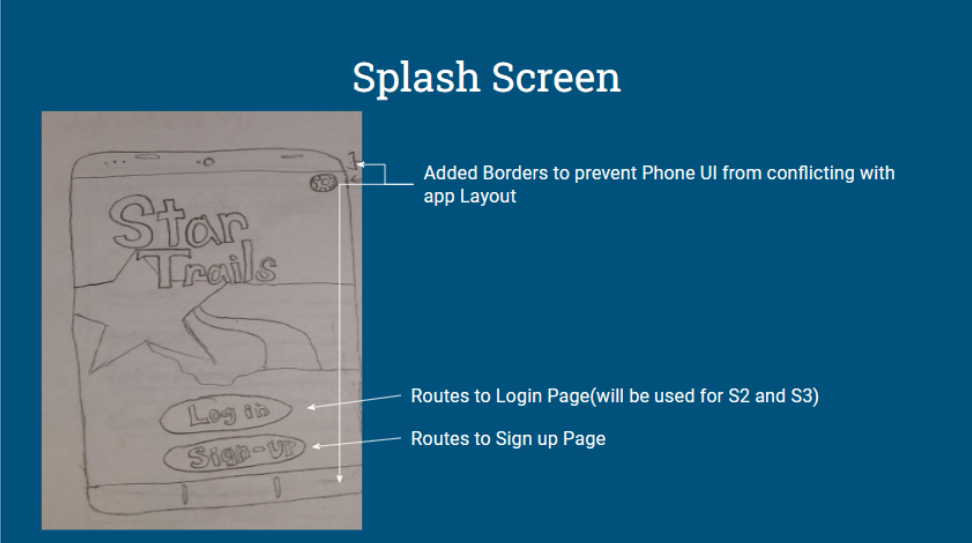 Splash Screen
Added Borders to prevent Phone UI from conflicting with
app Layout
Star
Trails
Routes to Login Page(will be used for S2 and S3)
Log in
Routes to Sign up Page
Sign-UP